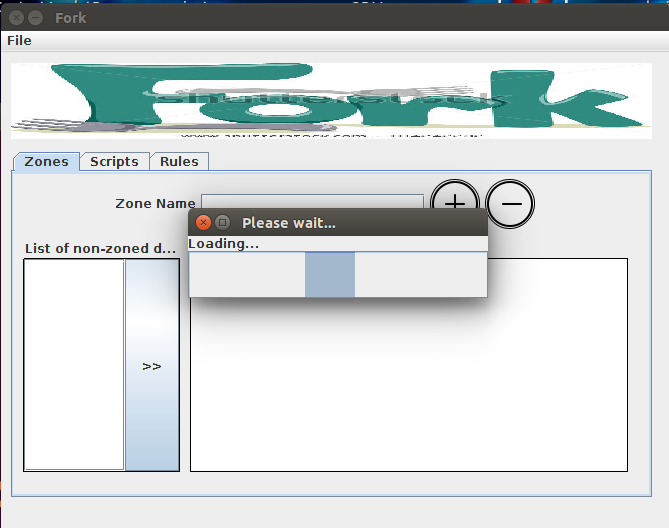 Fork
File
Fork
shutterstock
Zones Scripts Rules
Zone Name
Please wait...
Loading...
List of non-zoned d...
>>